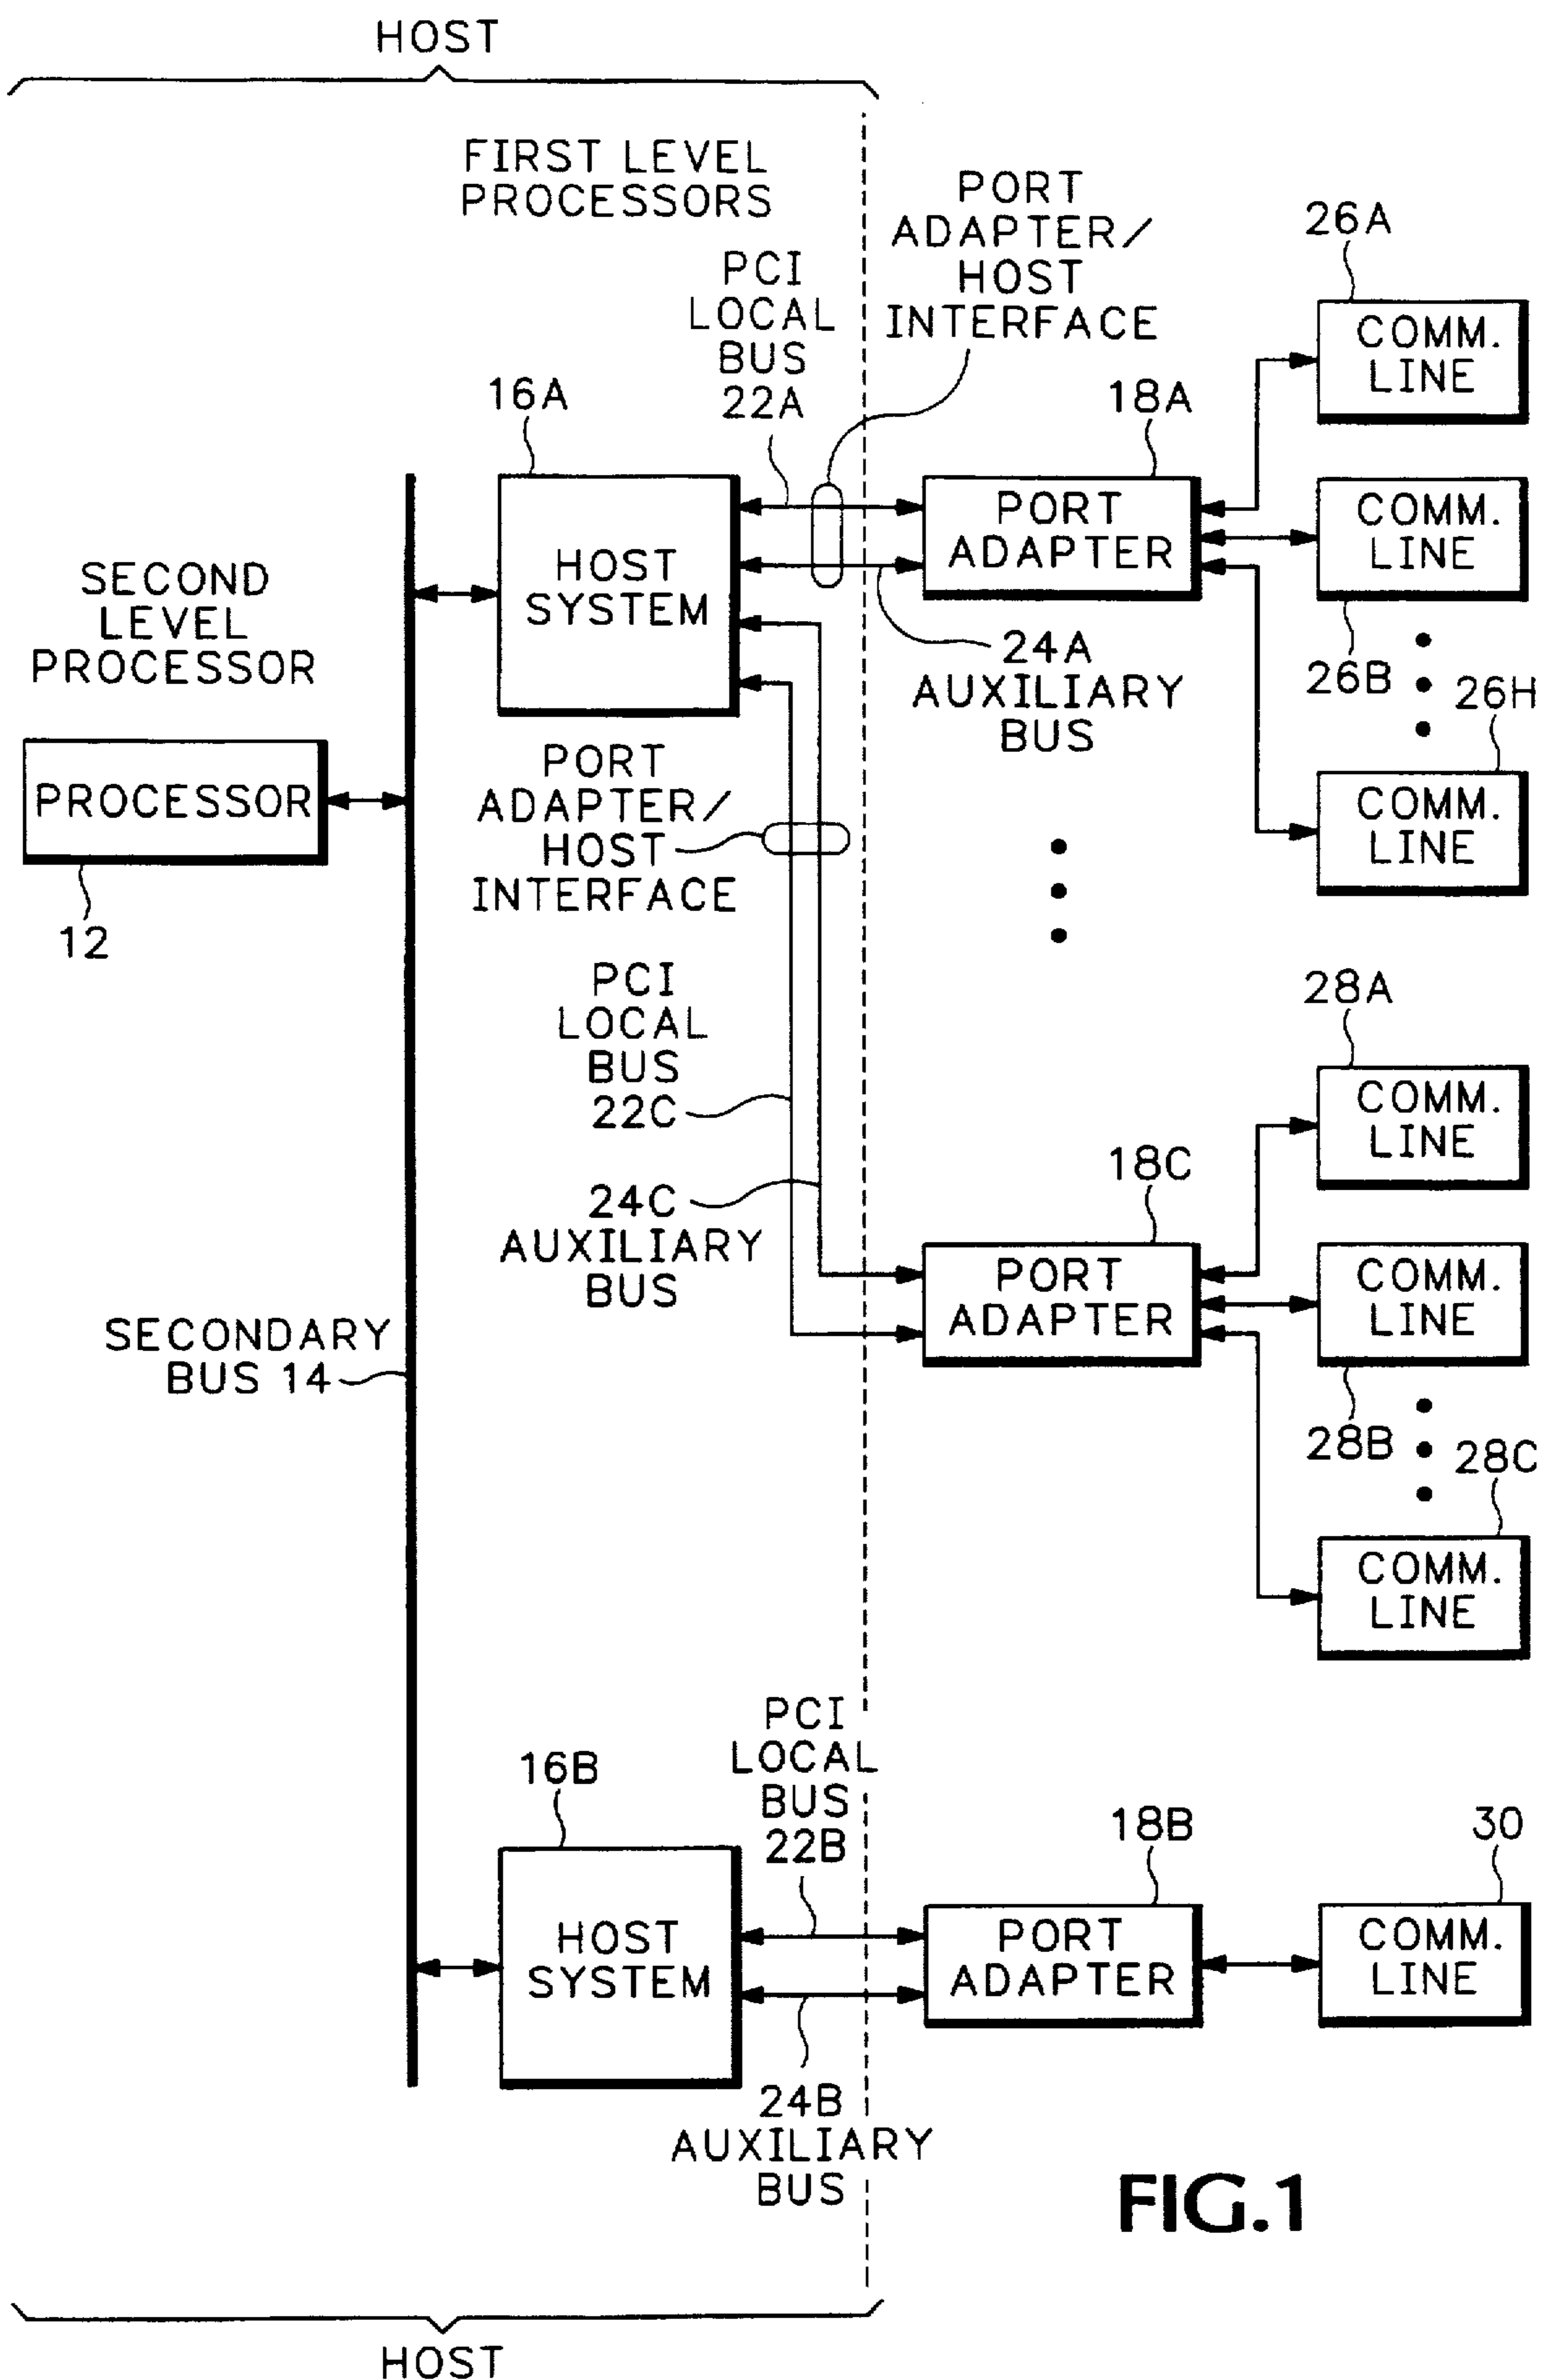 HOST
FIRST LEVEL
PROCESSORS
PORT
ADAPTER/
HOST
INTERFACE
PCI
LOCAL
BUS
22A
26A
COMM.
LINE
16A
18A
HOST
SYSTEM
PORT
ADAPTER
COMM.
LINE
26B
26H
24A
AUXILIARY
BUS
SECOND
LEVEL
PROCESSOR
PROCESSOR
12
PORT
ADAPTER/
HOST
INTERFACE
COMM.
LINE
PCI
LOCAL
BUS
22C
28A
COMM.
LINE
24C
AUXILIARY
BUS
18C
PORT
ADAPTER
COMM.
LINE
28B
28C
SECONDARY
BUS 14
COMM.
LINE
PCI
LOCAL
BUS
22B
16B
18B
30
HOST
SYSTEM
PORT
ADAPTER
COMM.
LINE
24B
AUXILIARY
BUS
FIG.1
HOST